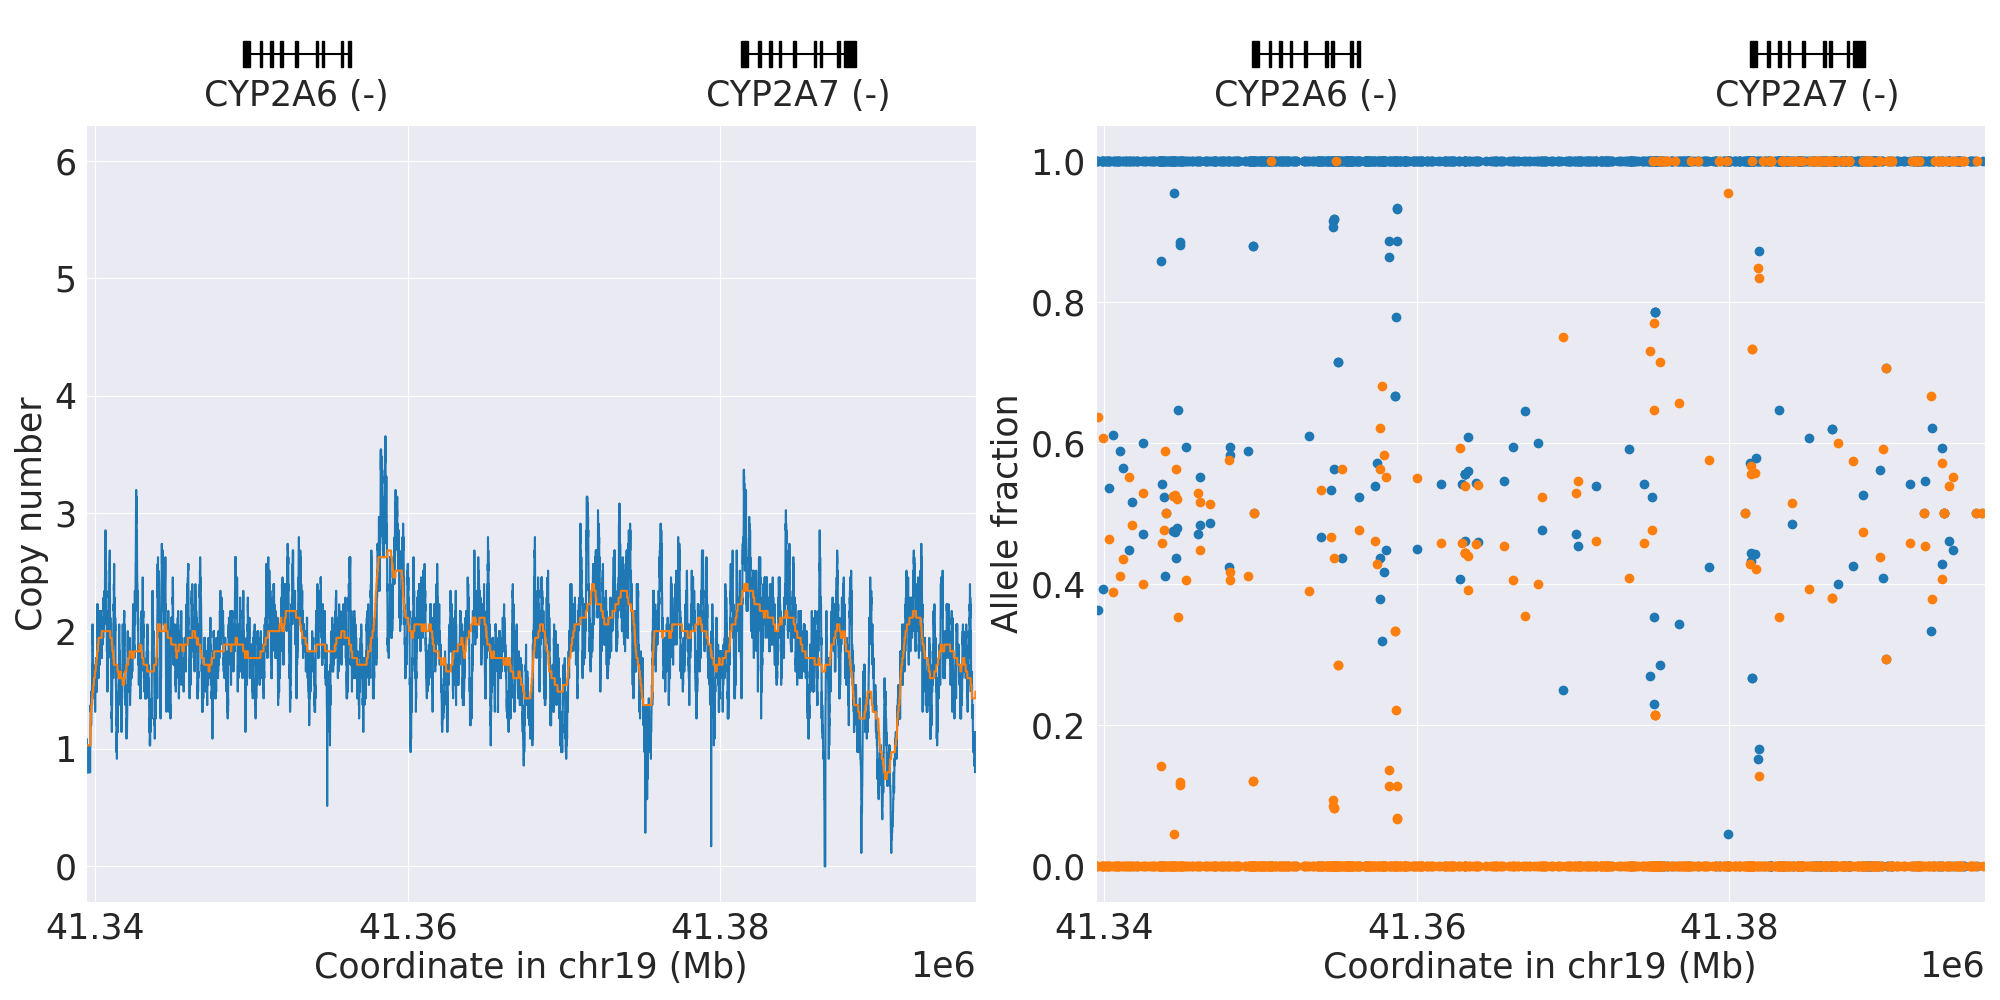 CYP2A6 (-) CYP2A7 (-)
6
5
4
3
2
1
0
Copy number
41.34 41.36 41.38
Coordinate in chr19 (Mb) 1e6
CYP2A6 (-) CYP2A7 (-)
1.0
0.8
0.6
0.4
0.2
0.0
Allele fraction
41.34 41.36 41.38
Coordinate in chr19 (Mb) 1e6